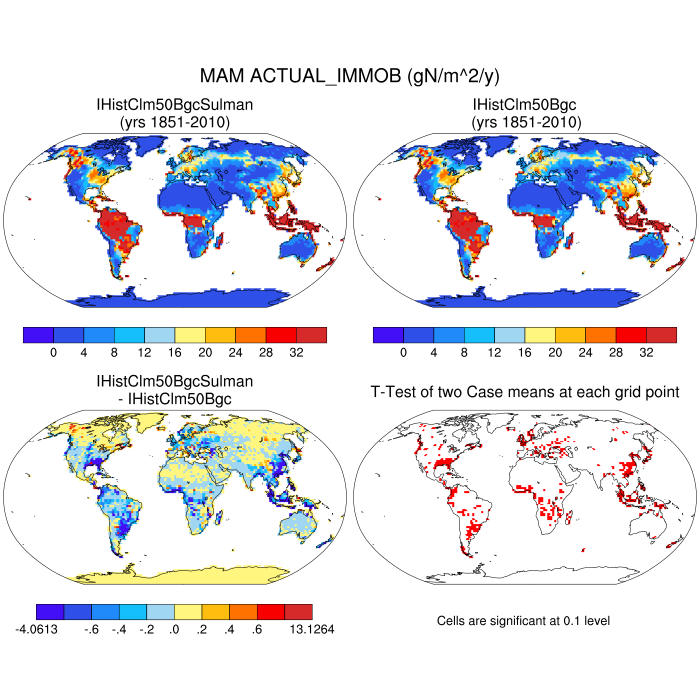 MAM ACTUAL_IMMOB (gN/m^2/y)
IHistClm50BgcSulman
(yrs 1851-2010)
IHistClm50Bgc
(yrs 1851-2010)
0 4 8 12 16 20 24 28 32
0 4 8 12 16 20 24 28 32
IHistClm50BgcSulman
- IHistClm50Bgc
T-Test of two Case means at each grid point
-4.0613 -.6 -.4 -.2 .0 .2 .4 .6 13.1264
Cells are significant at 0.1 level